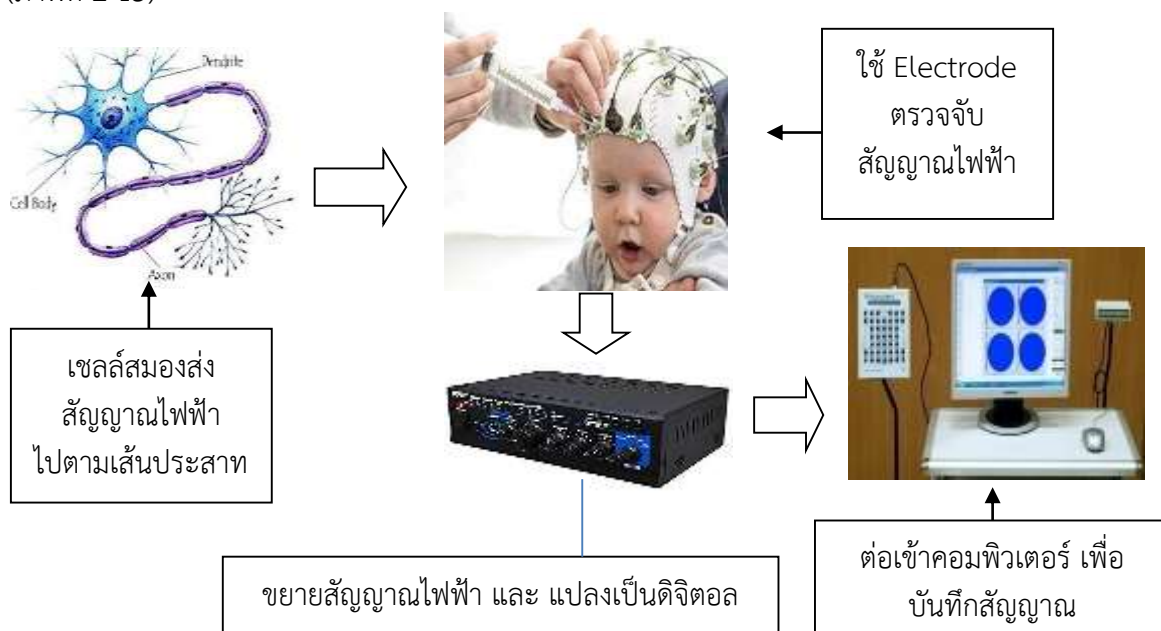 Dendrite
Cell Body
Axon
ใช้ Electrode
ตรวจจับ
สัญญาณไฟฟ้า
เซลล์สมองส่ง
สัญญาณไฟฟ้า
ไปตามเส้นประสาท
ขยายสัญญาณไฟฟ้า และ แปลงเป็นดิจิตอล
ต่อเข้าคอมพิวเตอร์ เพื่อ
บันทึกสัญญาณ